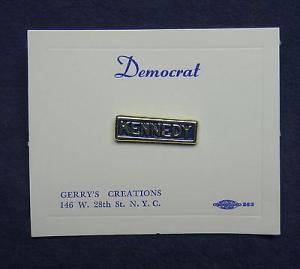 Democrat
KENNEDY
GERRY'S CREATIONS
146 W. 28th St. N. Y. C.